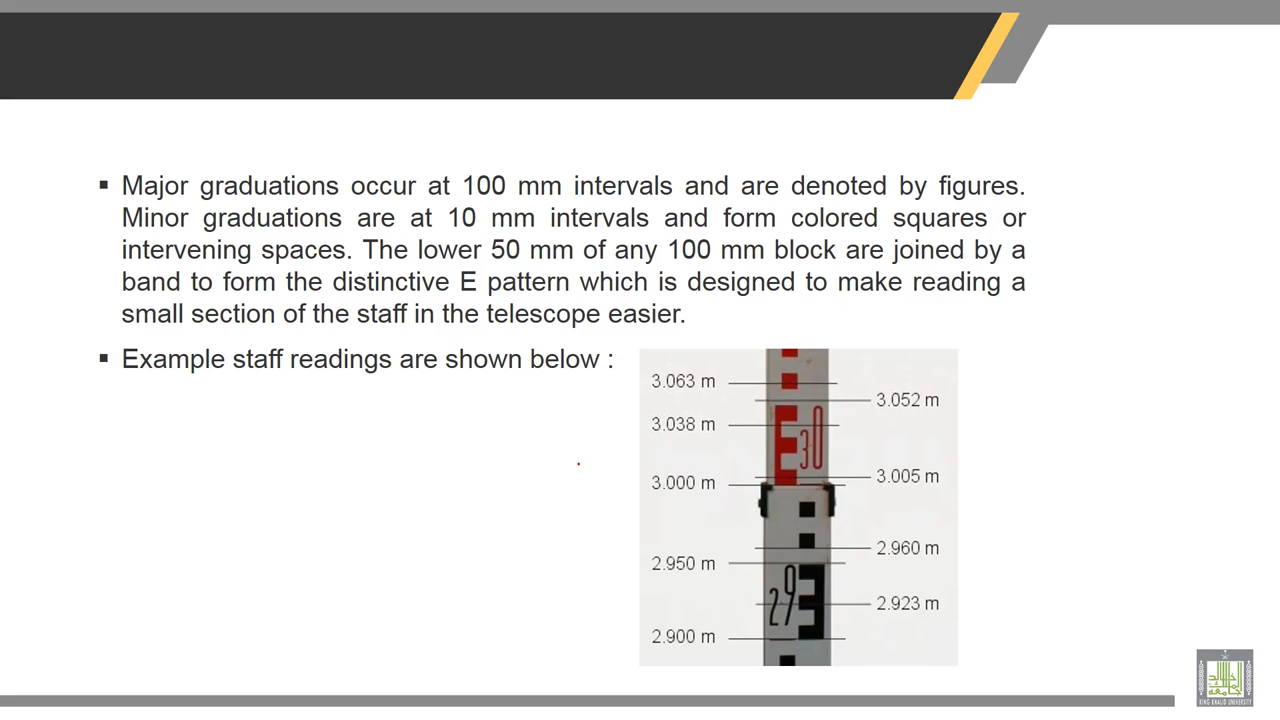 Major graduations occur at 100 mm intervals and are denoted by figures.
Minor graduations are at 10 mm intervals and form colored squares or
intervening spaces. The lower 50 mm of any 100 mm block are joined by a
band to form the distinctive E pattern which is designed to make reading a
small section of the staff in the telescope easier.
Example staff readings are shown below :
3.063 m
3.052 m
3.038 m
30
3.005 m
3.000 m
2.960 m
2.950 m
29
2.923 m
2.900 m
KING KHALID UNIVERSITY